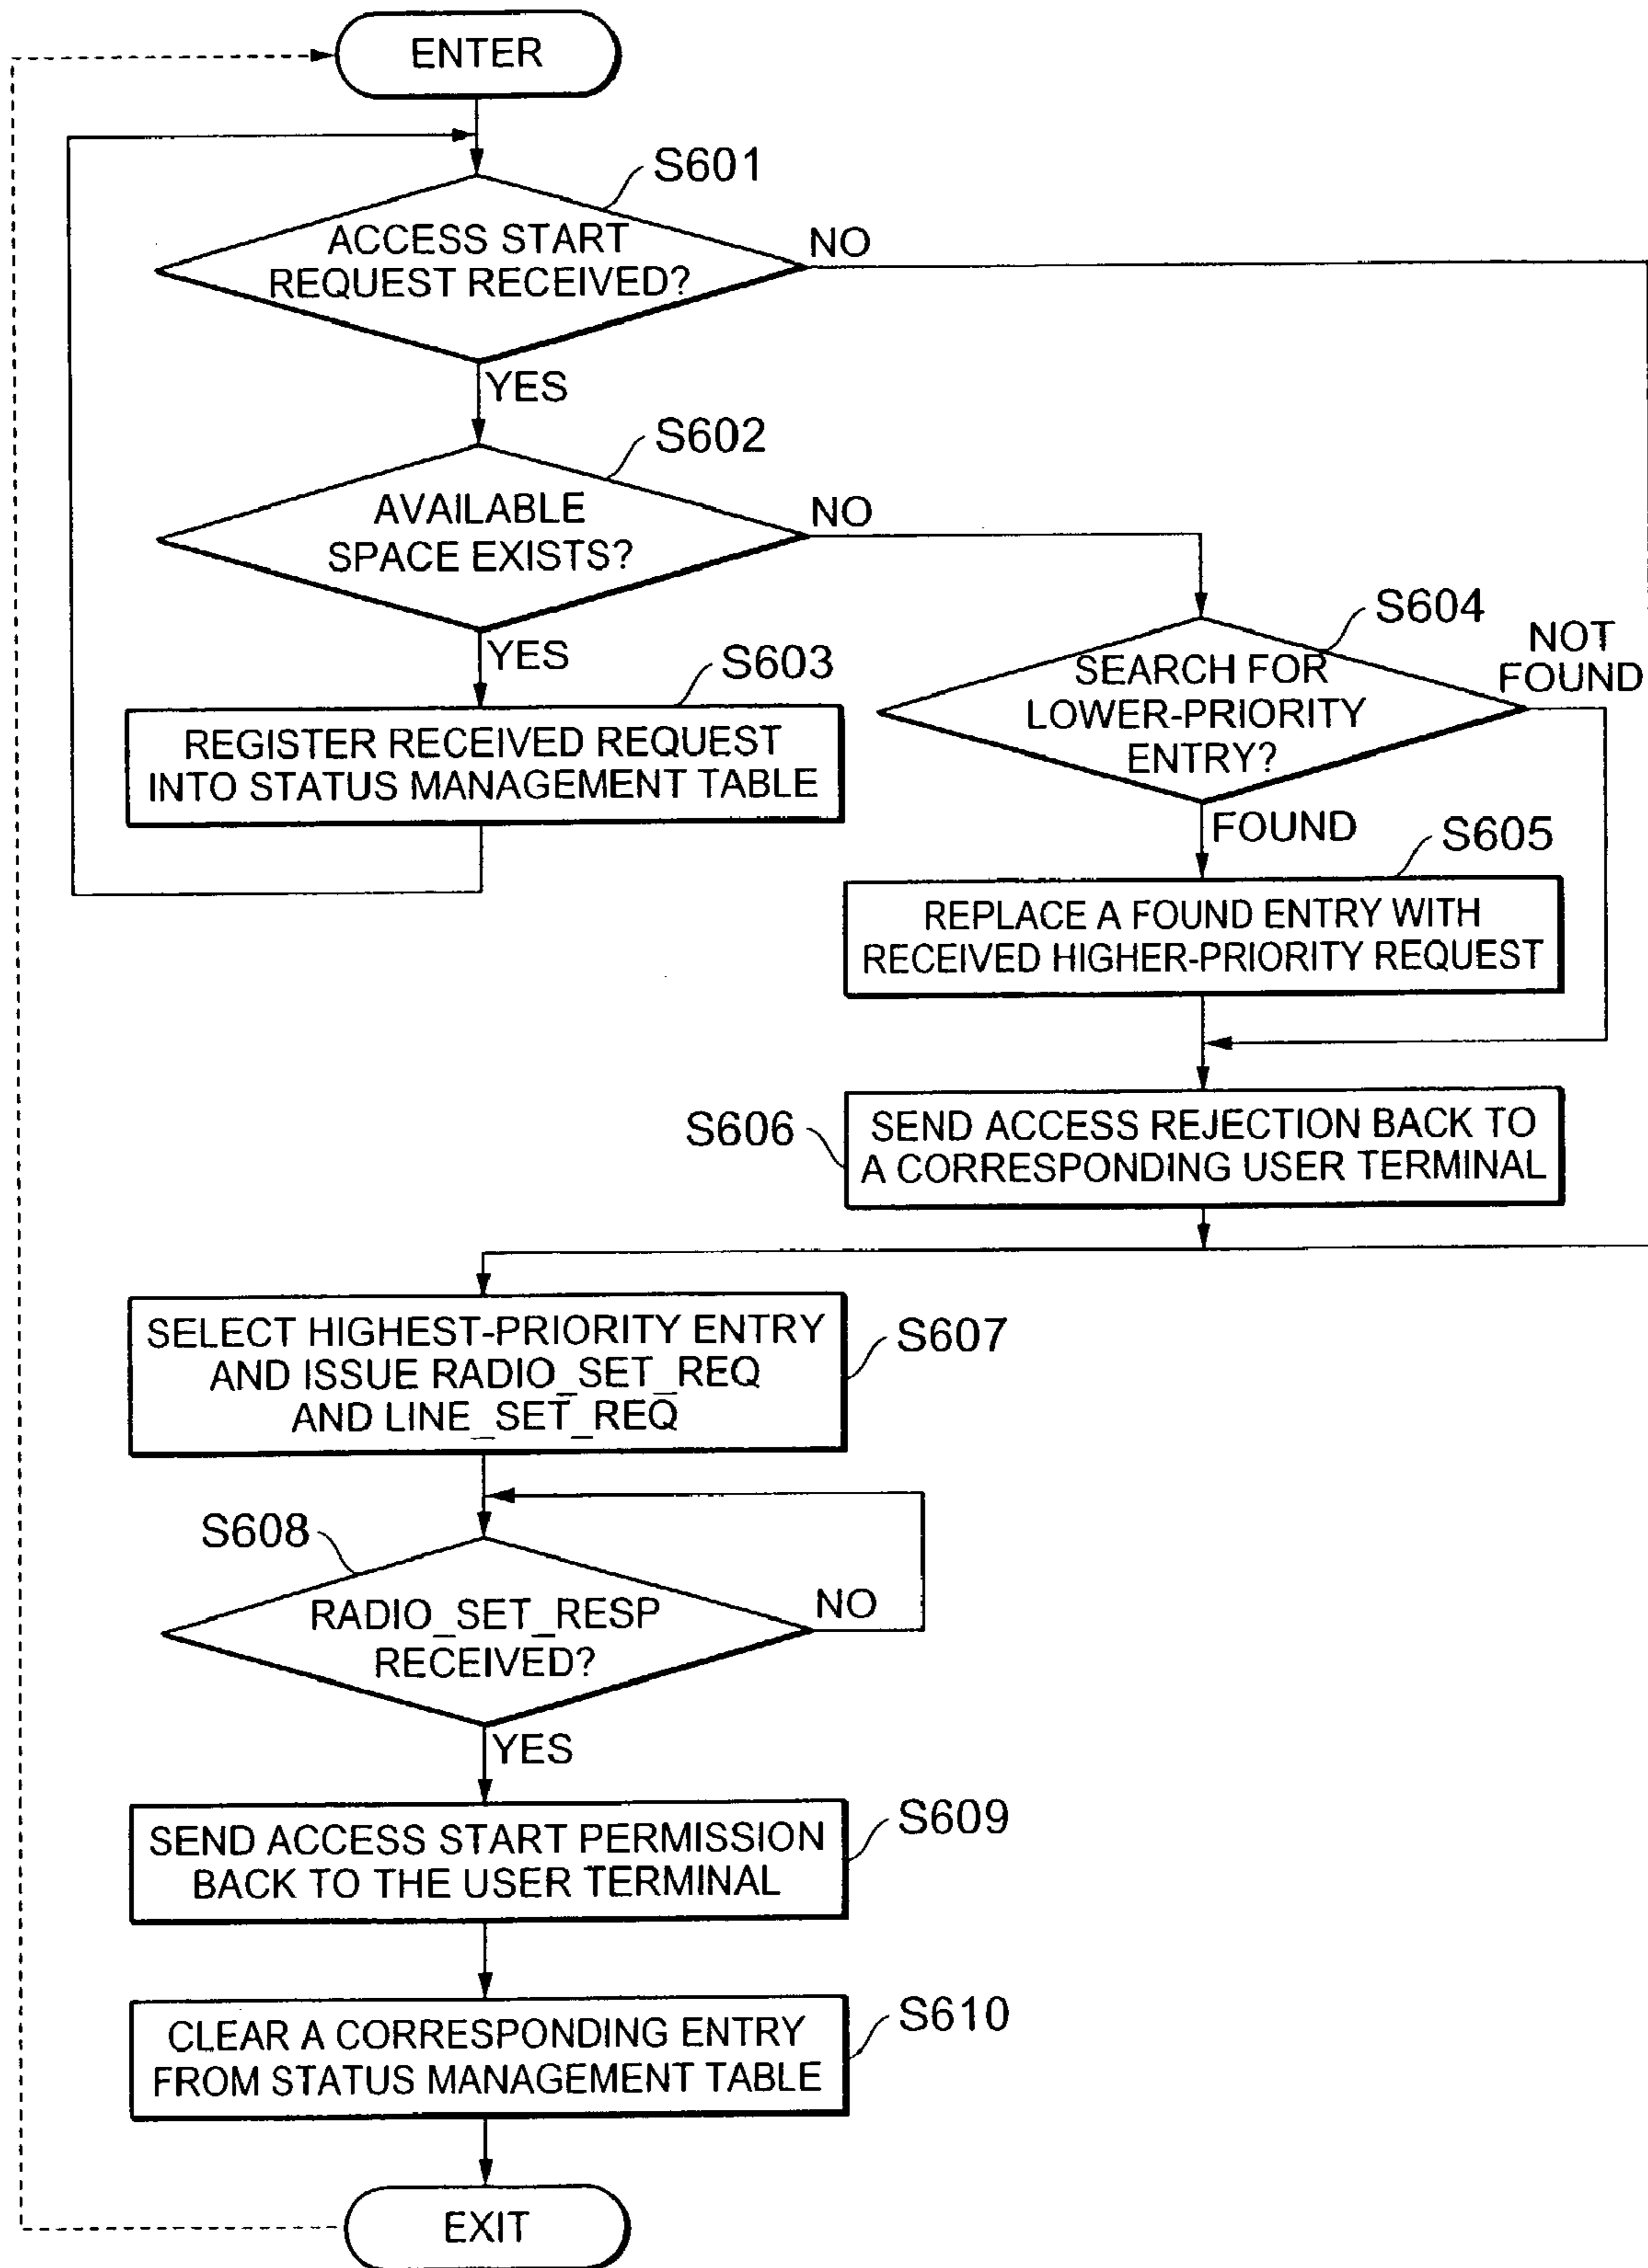 ENTER
S601
ACCESS START
REQUEST RECEIVED?
NO
YES
S602
AVAILABLE
SPACE EXISTS?
NO
YES
S603
REGISTER RECEIVED REQUEST
INTO STATUS MANAGEMENT TABLE
S604
SEARCH FOR
LOWER-PRIORITY
ENTRY?
NOT
FOUND
FOUND
S605
REPLACE A FOUND ENTRY WITH
RECEIVED HIGHER-PRIORITY REQUEST
S606
SEND ACCESS REJECTION BACK TO
A CORRESPONDING USER TERMINAL
SELECT HIGHEST-PRIORITY ENTRY
AND ISSUE RADIO_SET_REQ
AND LINE_SET_REQ
S607
S608
RADIO_SET_RESP
RECEIVED?
NO
YES
SEND ACCESS START PERMISSION
BACK TO THE USER TERMINAL
S609
CLEAR A CORRESPONDING ENTRY
FROM STATUS MANAGEMENT TABLE
S610
EXIT